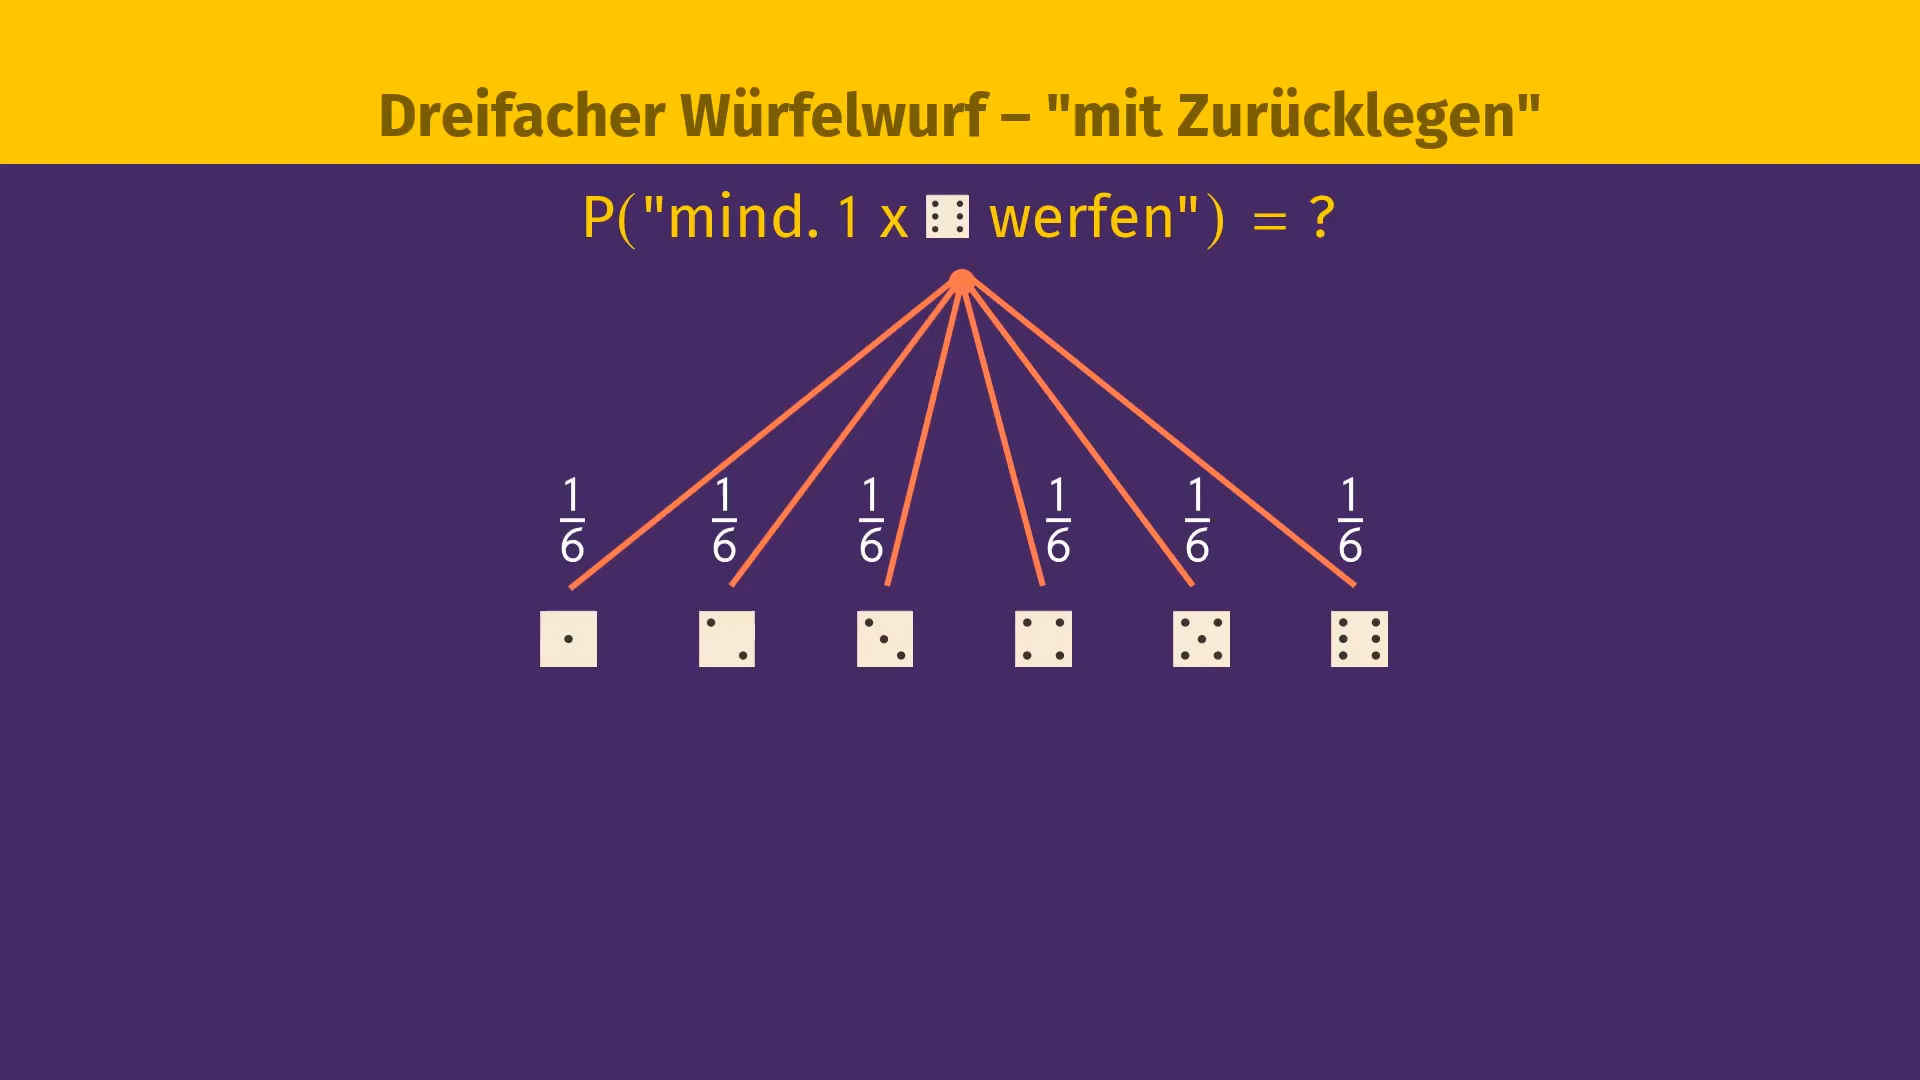 Dreifacher Würfelwurf – "mit Zurücklegen"
P("mind. 1 x werfen") = ?
1/6 1/6 1/6 1/6 1/6 1/6